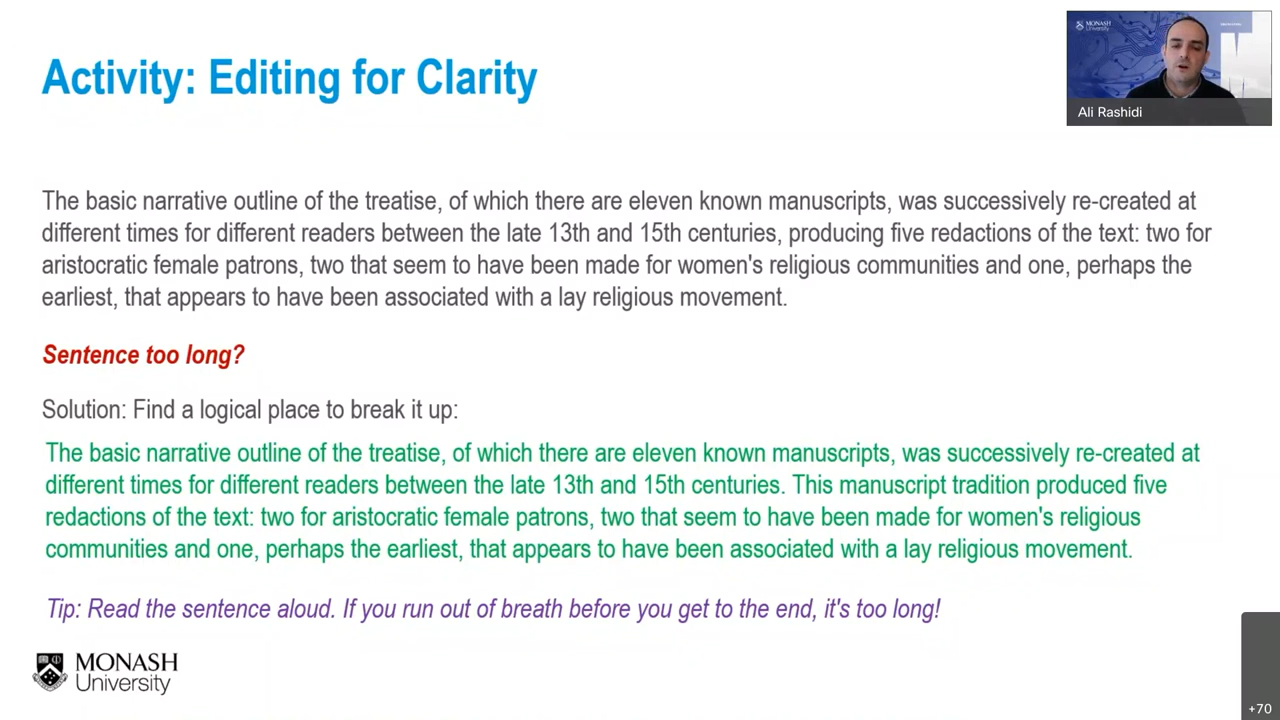 Activity: Editing for Clarity
MONASH
University
Ali Rashidi
The basic narrative outline of the treatise, of which there are eleven known manuscripts, was successively re-created at
different times for different readers between the late 13th and 15th centuries, producing five redactions of the text: two for
aristocratic female patrons, two that seem to have been made for women's religious communities and one, perhaps the
earliest, that appears to have been associated with a lay religious movement.
Sentence too long?
Solution: Find a logical place to break it up:
The basic narrative outline of the treatise, of which there are eleven known manuscripts, was successively re-created at
different times for different readers between the late 13th and 15th centuries. This manuscript tradition produced five
redactions of the text: two for aristocratic female patrons, two that seem to have been made for women's religious
communities and one, perhaps the earliest, that appears to have been associated with a lay religious movement.
Tip: Read the sentence aloud. If you run out of breath before you get to the end, it's too long!
MONASH
University
+70